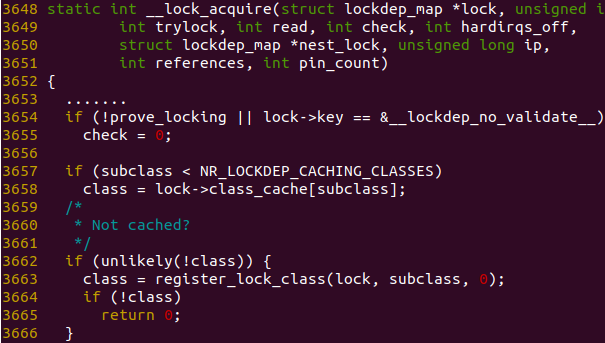 3648 static int __lock_acquire(struct lockdep_map *lock, unsigned i
3649         int trylock, int read, int check, int hardirqs_off,
3650         struct lockdep_map *nest_lock, unsigned long ip,
3651         int references, int pin_count)
3652 {
3653   .......
3654   if (!prove_locking || lock->key == &__lockdep_no_validate__)
3655     check = 0;
3656
3657   if (subclass < NR_LOCKDEP_CACHING_CLASSES)
3658     class = lock->class_cache[subclass];
3659   /*
3660    * Not cached?
3661    */
3662   if (unlikely(!class)) {
3663     class = register_lock_class(lock, subclass, 0);
3664     if (!class)
3665       return 0;
3666   }